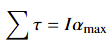 ∑ τ = Iα_max